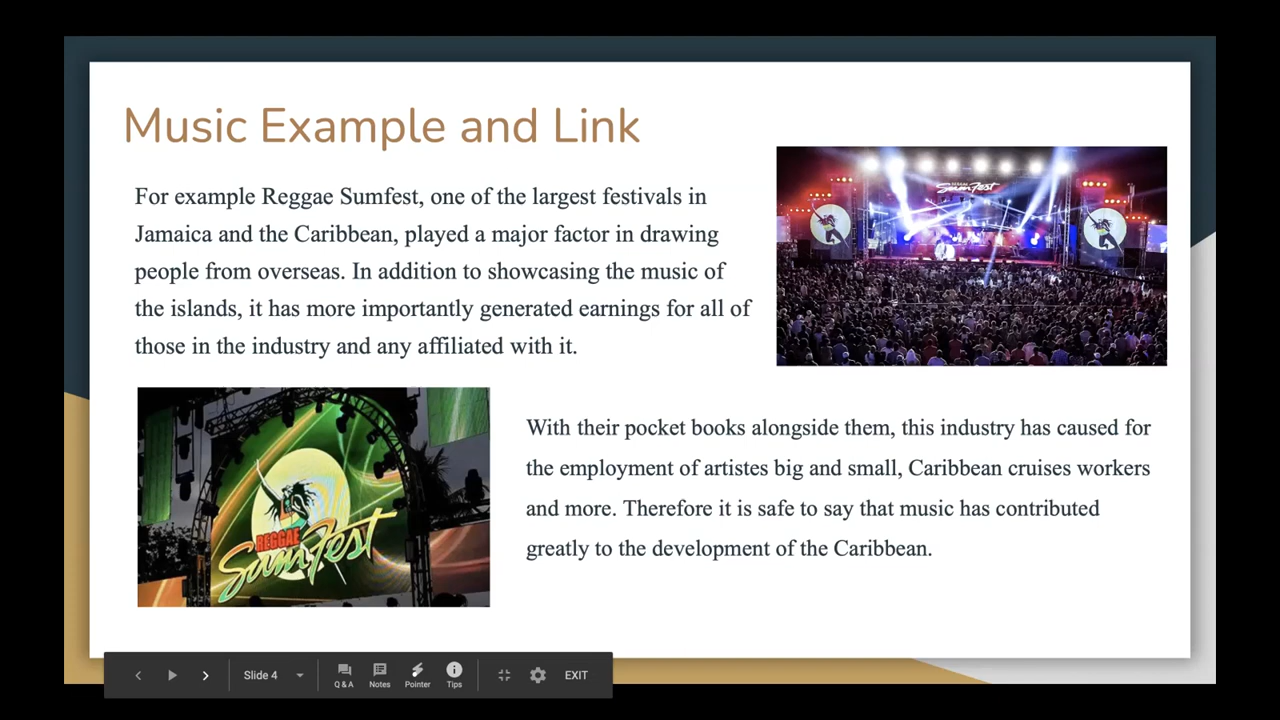 Music Example and Link
For example Reggae Sumfest, one of the largest festivals in
Jamaica and the Caribbean, played a major factor in drawing
people from overseas. In addition to showcasing the music of
the islands, it has more importantly generated earnings for all of
those in the industry and any affiliated with it.
REGGAE
SumFest
REGGAE
SumFest
With their pocket books alongside them, this industry has caused for
the employment of artistes big and small, Caribbean cruises workers
and more. Therefore it is safe to say that music has contributed
greatly to the development of the Caribbean.
Slide 4
Q & A
Notes
Pointer
Tips
EXIT